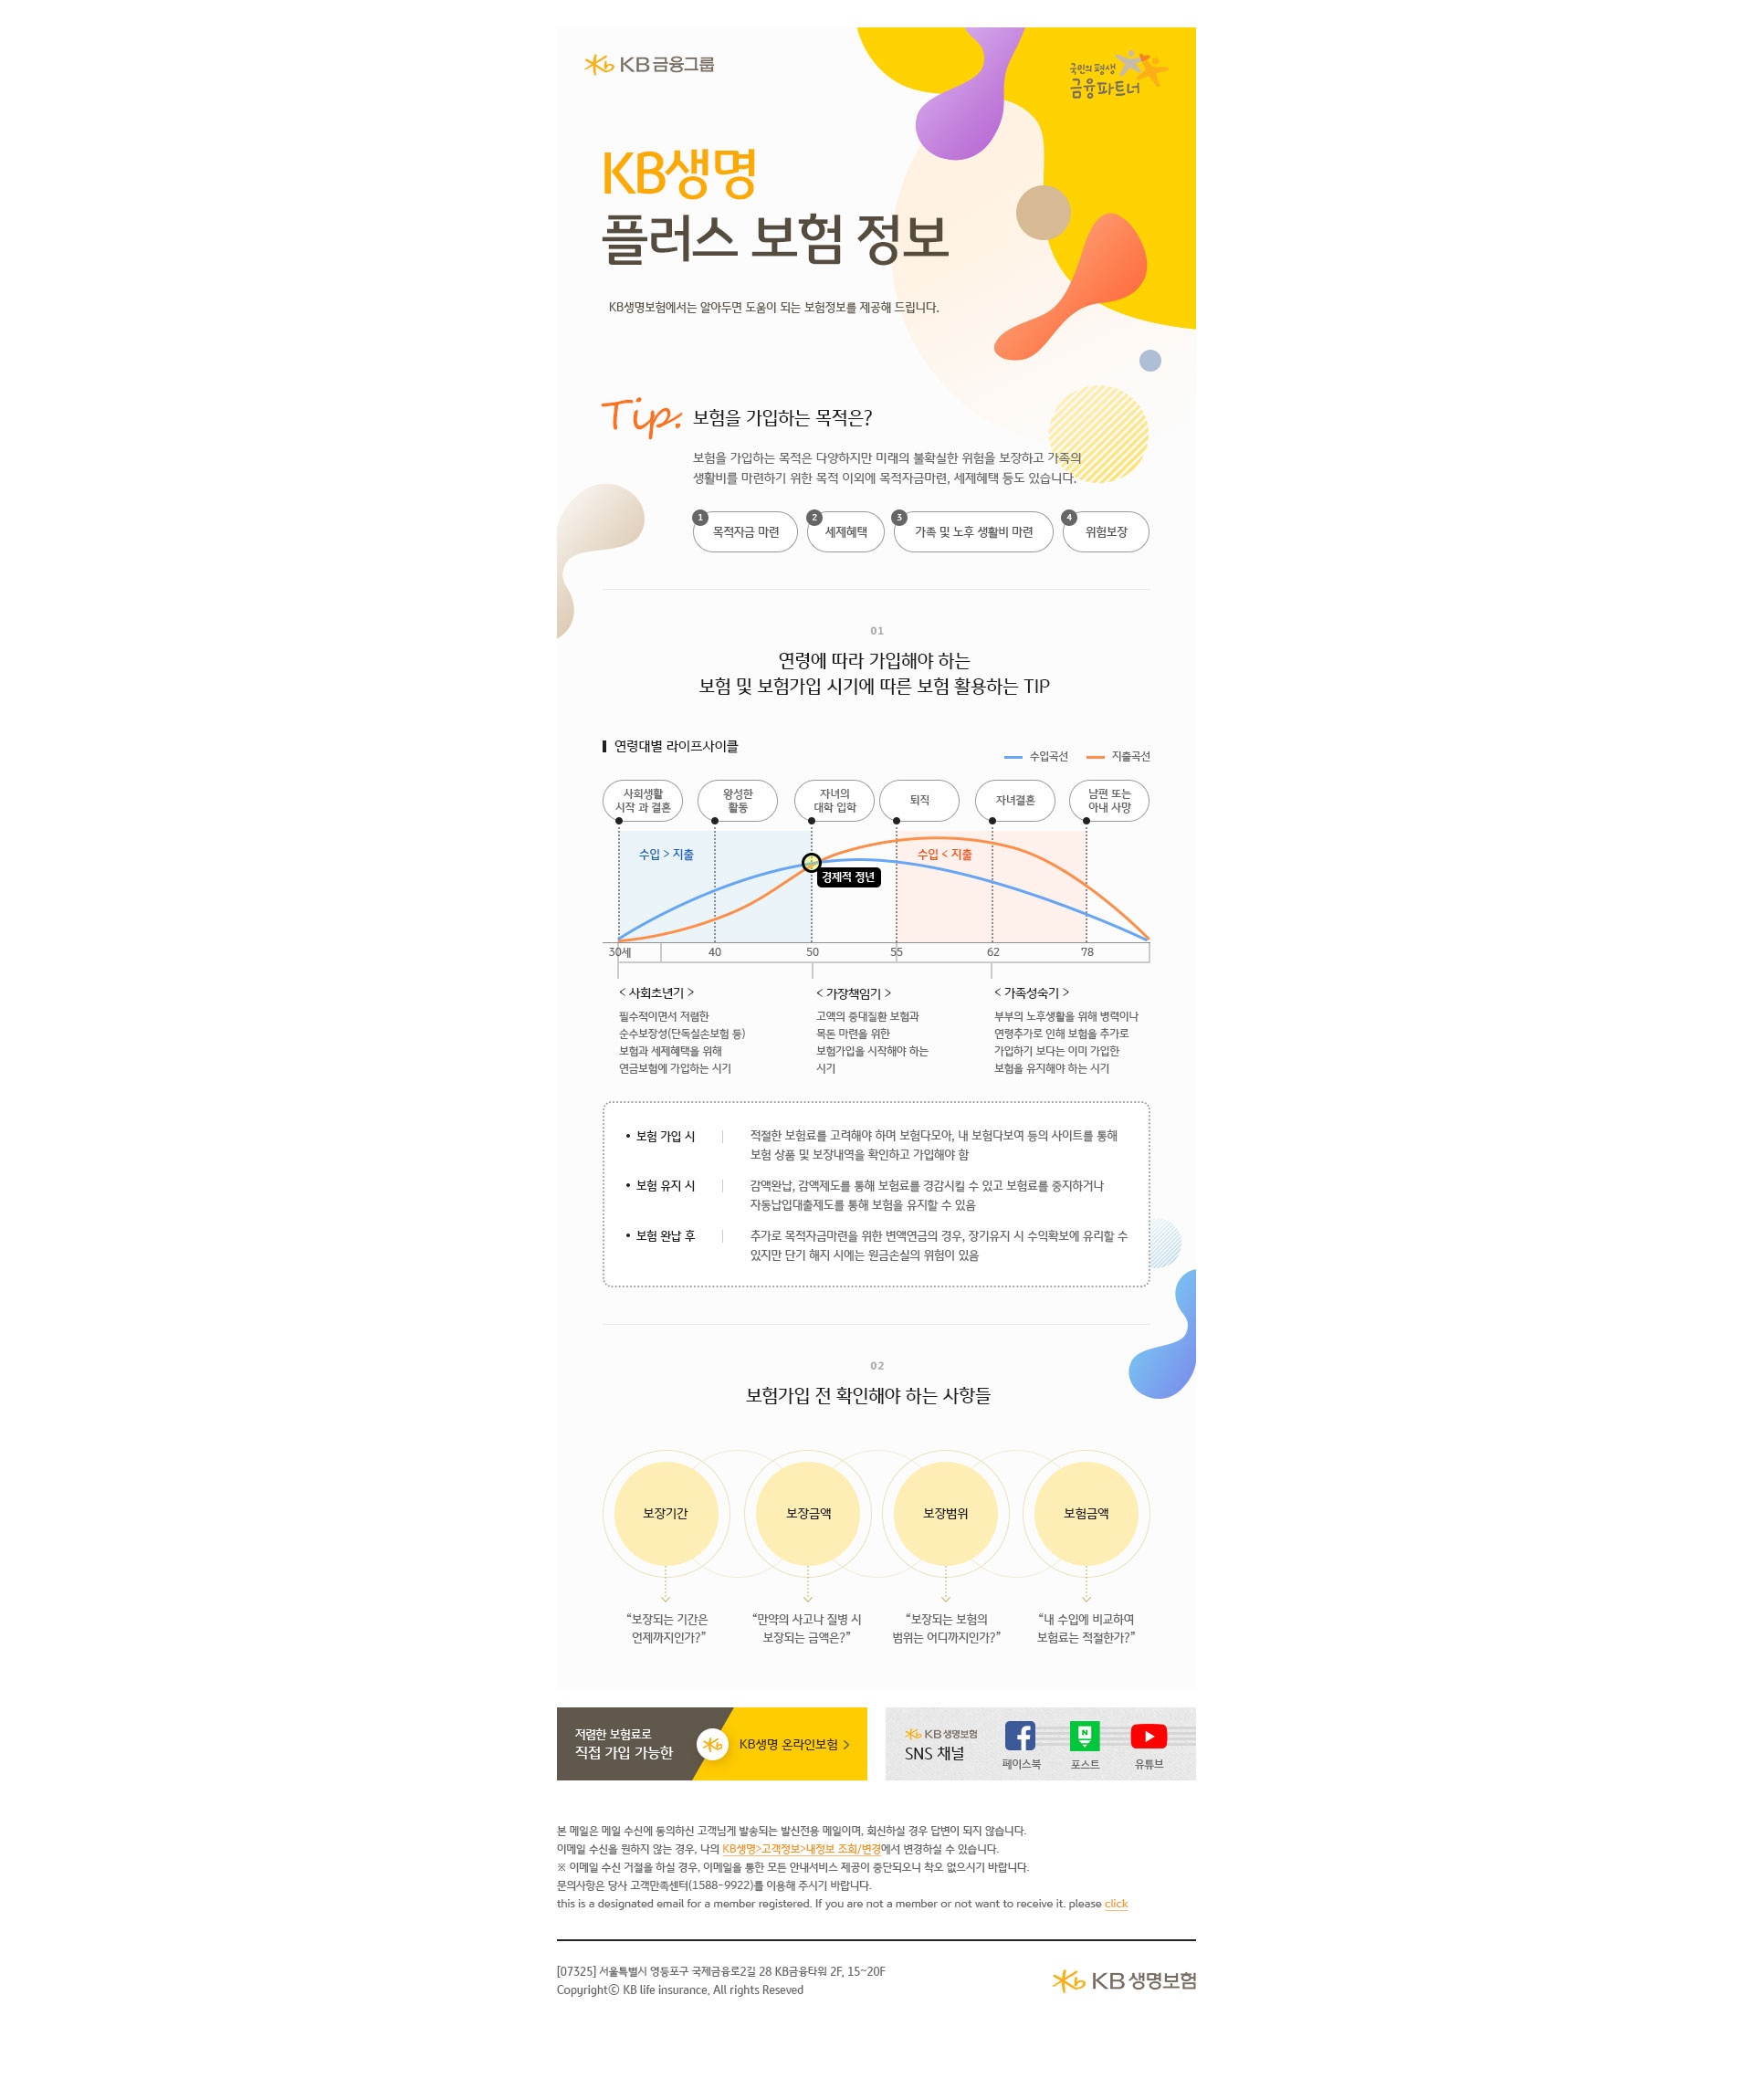 KB 금융그룹
국민의 평생
금융파트너
KB생명
플러스 보험 정보
KB생명보험에서는 알아두면 도움이 되는 보험정보를 제공해 드립니다.
Tip.
보험을 가입하는 목적은?
보험을 가입하는 목적은 다양하지만 미래의 불확실한 위험을 보장하고 가족의
생활비를 마련하기 위한 목적 이외에 목적자금마련, 세제혜택 등도 있습니다.
1 목적자금 마련
2 세제혜택
3 가족 및 노후 생활비 마련
4 위험보장
01
연령에 따라 가입해야 하는
보험 및 보험가입 시기에 따른 보험 활용하는 TIP
연령대별 라이프사이클
수입곡선
지출곡선
사회생활
시작 과 결혼
왕성한
활동
자녀의
대학 입학
퇴직
자녀결혼
남편 또는
아내 사망
수입 > 지출
수입 < 지출
경제적 정년
30세 40 50 55 62 78
< 사회초년기 >
필수적이면서 저렴한
순수보장성(단독실손보험 등)
보험과 세제혜택을 위해
연금보험에 가입하는 시기
< 가장책임기 >
고액의 중대질환 보험과
목돈 마련을 위한
보험가입을 시작해야 하는
시기
< 가족성숙기 >
부부의 노후생활을 위해 병력이나
연령추가로 인해 보험을 추가로
가입하기 보다는 이미 가입한
보험을 유지해야 하는 시기
• 보험 가입 시
적절한 보험료를 고려해야 하며 보험다모아, 내 보험다보여 등의 사이트를 통해
보험 상품 및 보장내역을 확인하고 가입해야 함
• 보험 유지 시
감액완납, 감액제도를 통해 보험료를 경감시킬 수 있고 보험료를 중지하거나
자동납입대출제도를 통해 보험을 유지할 수 있음
• 보험 완납 후
추가로 목적자금마련을 위한 변액연금의 경우, 장기유지 시 수익확보에 유리할 수
있지만 단기 해지 시에는 원금손실의 위험이 있음
02
보험가입 전 확인해야 하는 사항들
보장기간
보장금액
보장범위
보험금액
“보장되는 기간은
언제까지인가?”
“만약의 사고나 질병 시
보장되는 금액은?”
“보장되는 보험의
범위는 어디까지인가?”
“내 수입에 비교하여
보험료는 적절한가?”
저렴한 보험료로
직접 가입 가능한
KB생명 온라인보험 >
KB 생명보험
SNS 채널
페이스북
포스트
유튜브
본 메일은 메일 수신에 동의하신 고객님게 발송되는 발신전용 메일이며, 회신하실 경우 답변이 되지 않습니다.
이메일 수신을 원하지 않는 경우, 나의 KB생명>고객정보>내정보 조회/변경에서 변경하실 수 있습니다.
※ 이메일 수신 거절을 하실 경우, 이메일을 통한 모든 안내서비스 제공이 중단되오니 착오 없으시기 바랍니다.
문의사항은 당사 고객만족센터(1588-9922)를 이용해 주시기 바랍니다.
this is a designated email for a member registered. If you are not a member or not want to receive it. please click
[07325] 서울특별시 영등포구 국제금융로2길 28 KB금융타워 2F, 15~20F
Copyrightⓒ KB life insurance, All rights Reseved
KB 생명보험